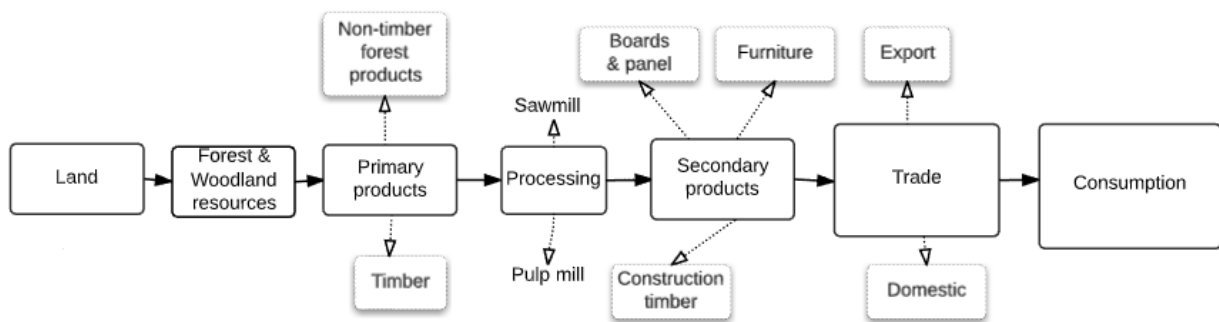 Non-timber
forest
products
Boards
& panel
Furniture
Export
Sawmill
Land
Forest &
Woodland
resources
Primary
products
Processing
Secondary
products
Trade
Consumption
Timber
Pulp mill
Construction
timber
Domestic